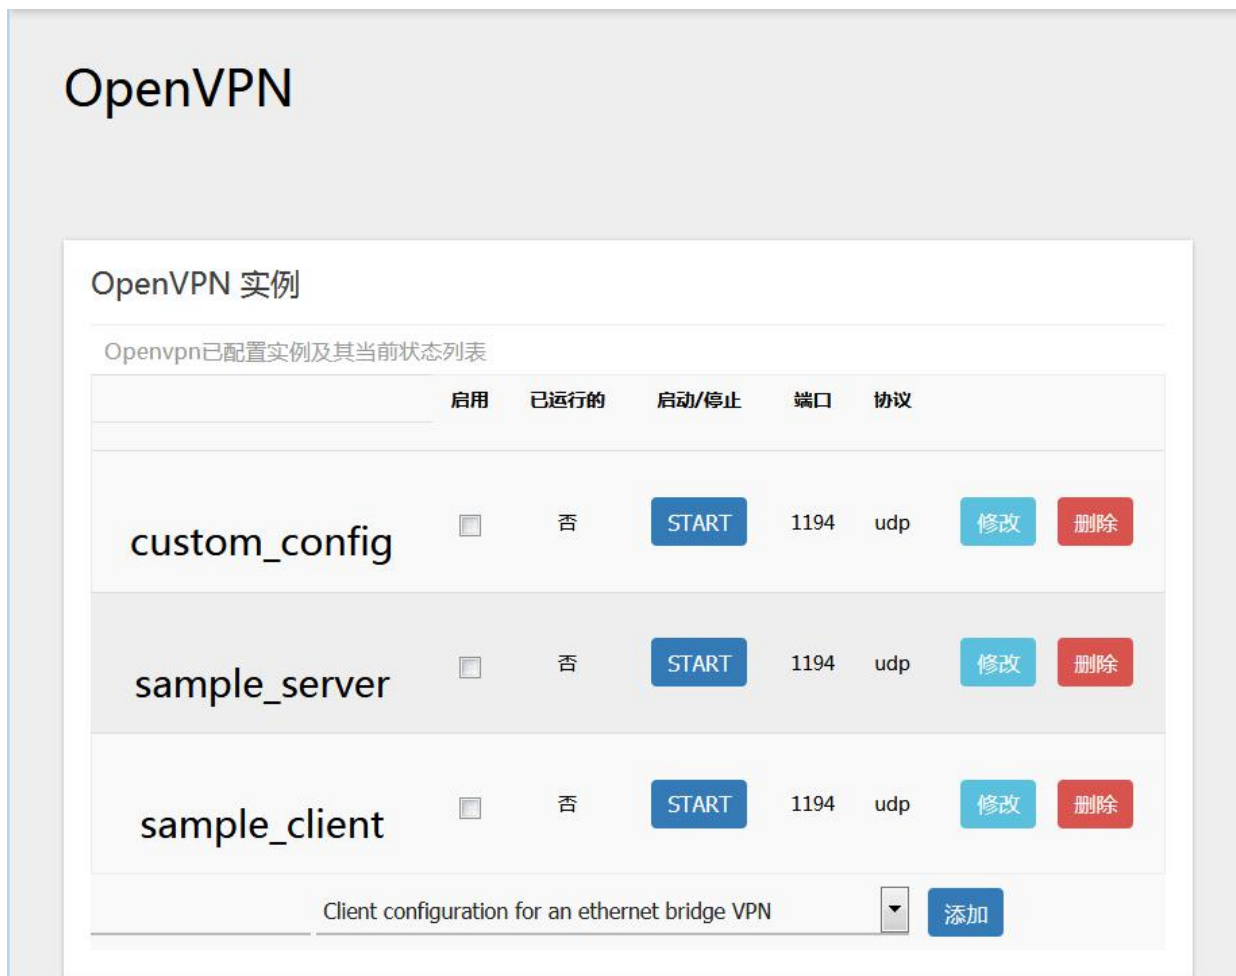 OpenVPN
OpenVPN 实例
Openvpn已配置实例及其当前状态列表
启用 已运行的 启动/停止 端口 协议
custom_config 否 START 1194 udp 修改 删除
sample_server 否 START 1194 udp 修改 删除
sample_client 否 START 1194 udp 修改 删除
Client configuration for an ethernet bridge VPN 添加